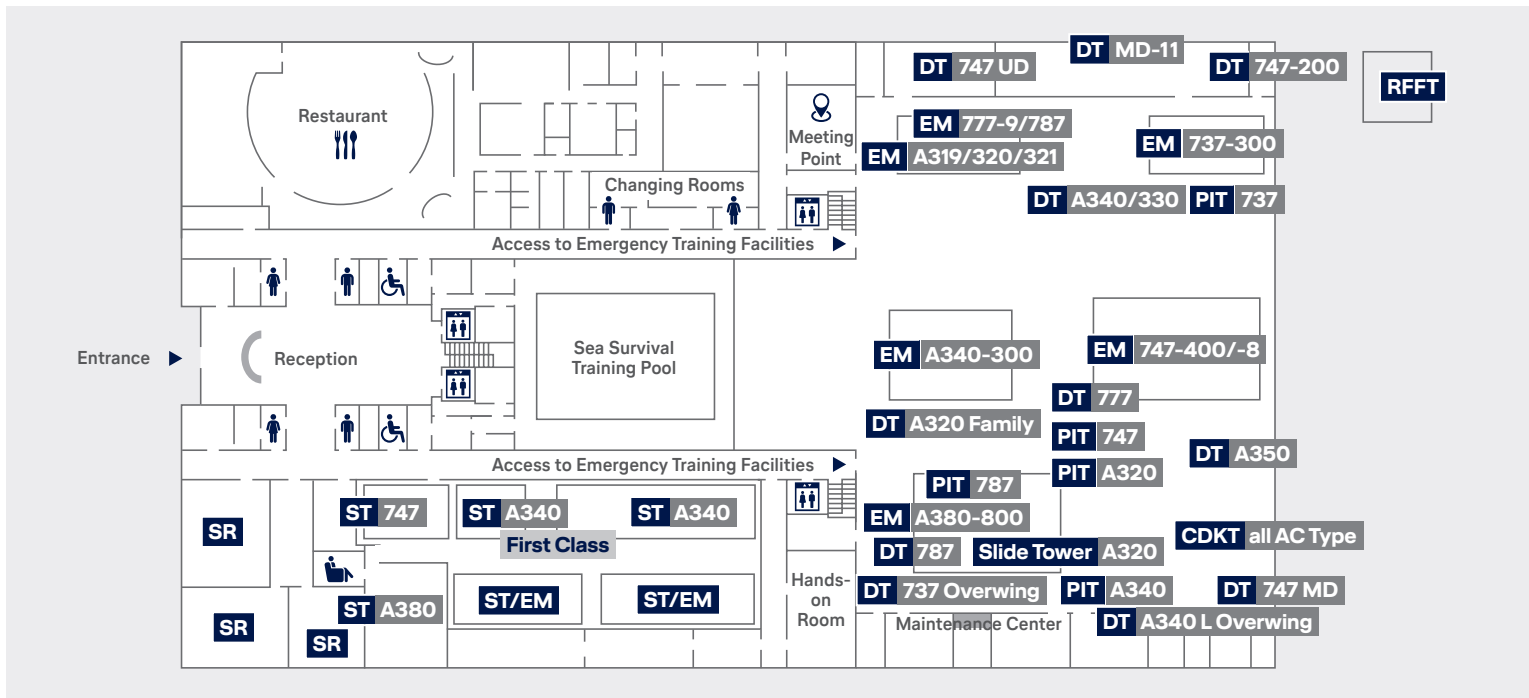 DT MD-11
DT 747 UD
DT 747-200
RFFT
Restaurant
EM 777-9/787
Meeting
Point
EM 737-300
EM A319/320/321
Changing Rooms
DT A340/330
PIT 737
Access to Emergency Training Facilities
Entrance
Reception
Sea Survival
Training Pool
EM A340-300
EM 747-400/-8
DT 777
DT A320 Family
PIT 747
DT A350
Access to Emergency Training Facilities
PIT A320
PIT 787
ST 747
ST A340
ST A340
First Class
EM A380-800
SR
CDKT all AC Type
DT 787
Slide Tower A320
Hands-
on
Room
DT 737 Overwing
PIT A340
DT 747 MD
ST/EM
ST/EM
ST A380
SR
SR
Maintenance Center
DT A340 L Overwing